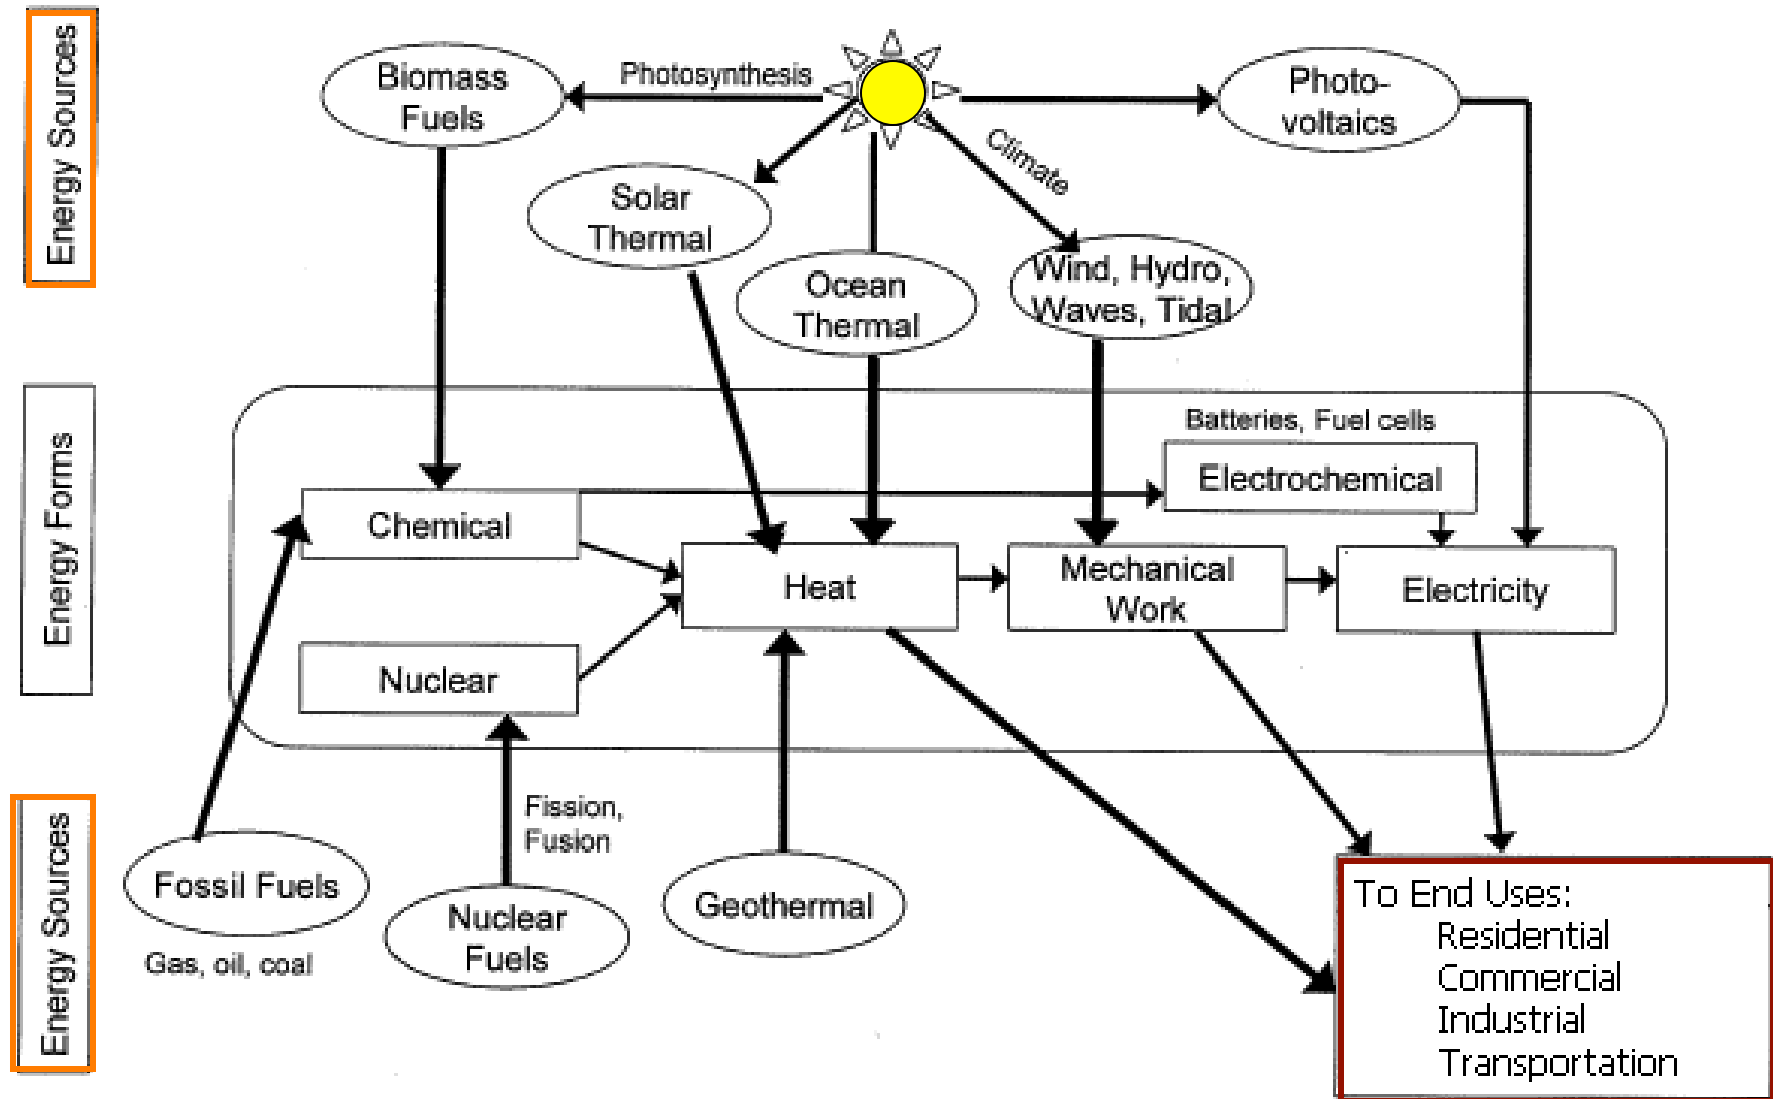 Energy Sources
Biomass
Fuels
Photosynthesis
Photo-
voltaics
Climate
Solar
Thermal
Ocean
Thermal
Wind, Hydro,
Waves, Tidal
Energy Forms
Batteries, Fuel cells
Electrochemical
Chemical
Heat
Mechanical
Work
Electricity
Nuclear
Energy Sources
Fission,
Fusion
Fossil Fuels
Gas, oil, coal
Nuclear
Fuels
Geothermal
To End Uses:
Residential
Commercial
Industrial
Transportation